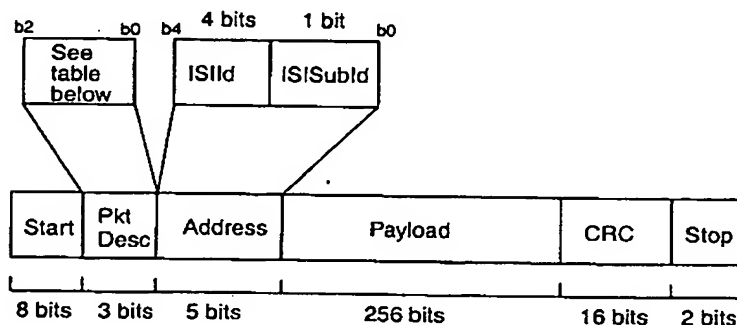 4 bits 1 bit
b2 b0 b4 b0
See
table
below
ISIId ISISubId
Start Pkt
Desc Address Payload CRC Stop
8 bits 3 bits 5 bits 256 bits 16 bits 2 bits